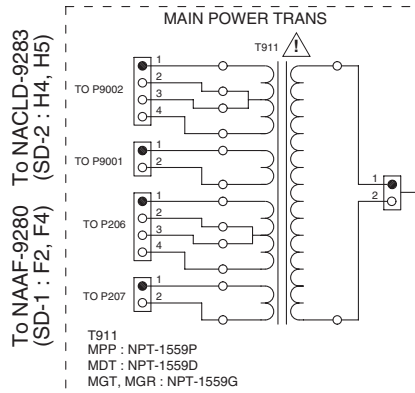 MAIN POWER TRANS
T911
!
To NACLD-9283
(SD-2 : H4, H5)
To NAAF-9280
(SD-1 : F2, F4)
TO P9002
1
2
3
4
TO P9001
1
2
TO P206
1
2
3
4
TO P207
1
2
1
2
T911
MPP : NPT-1559P
MDT : NPT-1559D
MGT, MGR : NPT-1559G